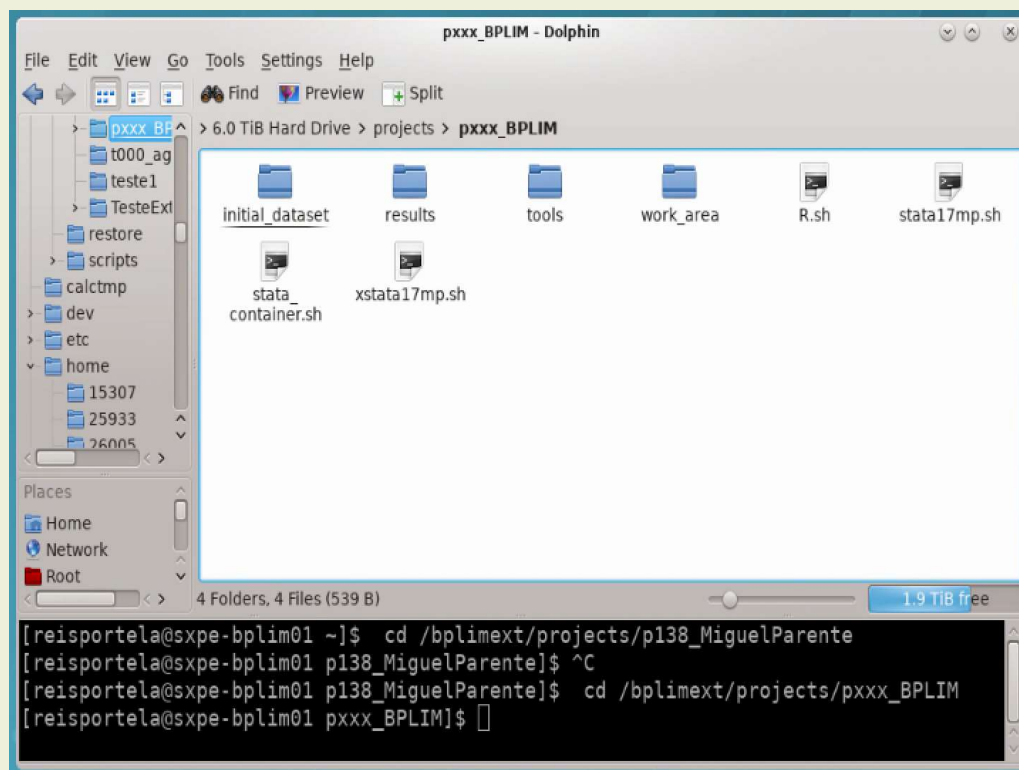 pxxx_BPLIM - Dolphin
File Edit View Go Tools Settings Help
Find Preview Split
> 6.0 TiB Hard Drive > projects > pxxx_BPLIM
pxxx_BP
t000_ag
teste1
TesteExt
restore
scripts
calctmp
dev
etc
home
15307
25933
26005
Places
Home
Network
Root
initial_dataset results tools work_area R.sh stata17mp.sh
stata_
container.sh
xstata17mp.sh
4 Folders, 4 Files (539 B)
1.9 TiB free
[reisportela@sxpe-bplim01 ~]$ cd /bplimext/projects/p138_MiguelParente
[reisportela@sxpe-bplim01 p138_MiguelParente]$ ^C
[reisportela@sxpe-bplim01 p138_MiguelParente]$ cd /bplimext/projects/pxxx_BPLIM
[reisportela@sxpe-bplim01 pxxx_BPLIM]$